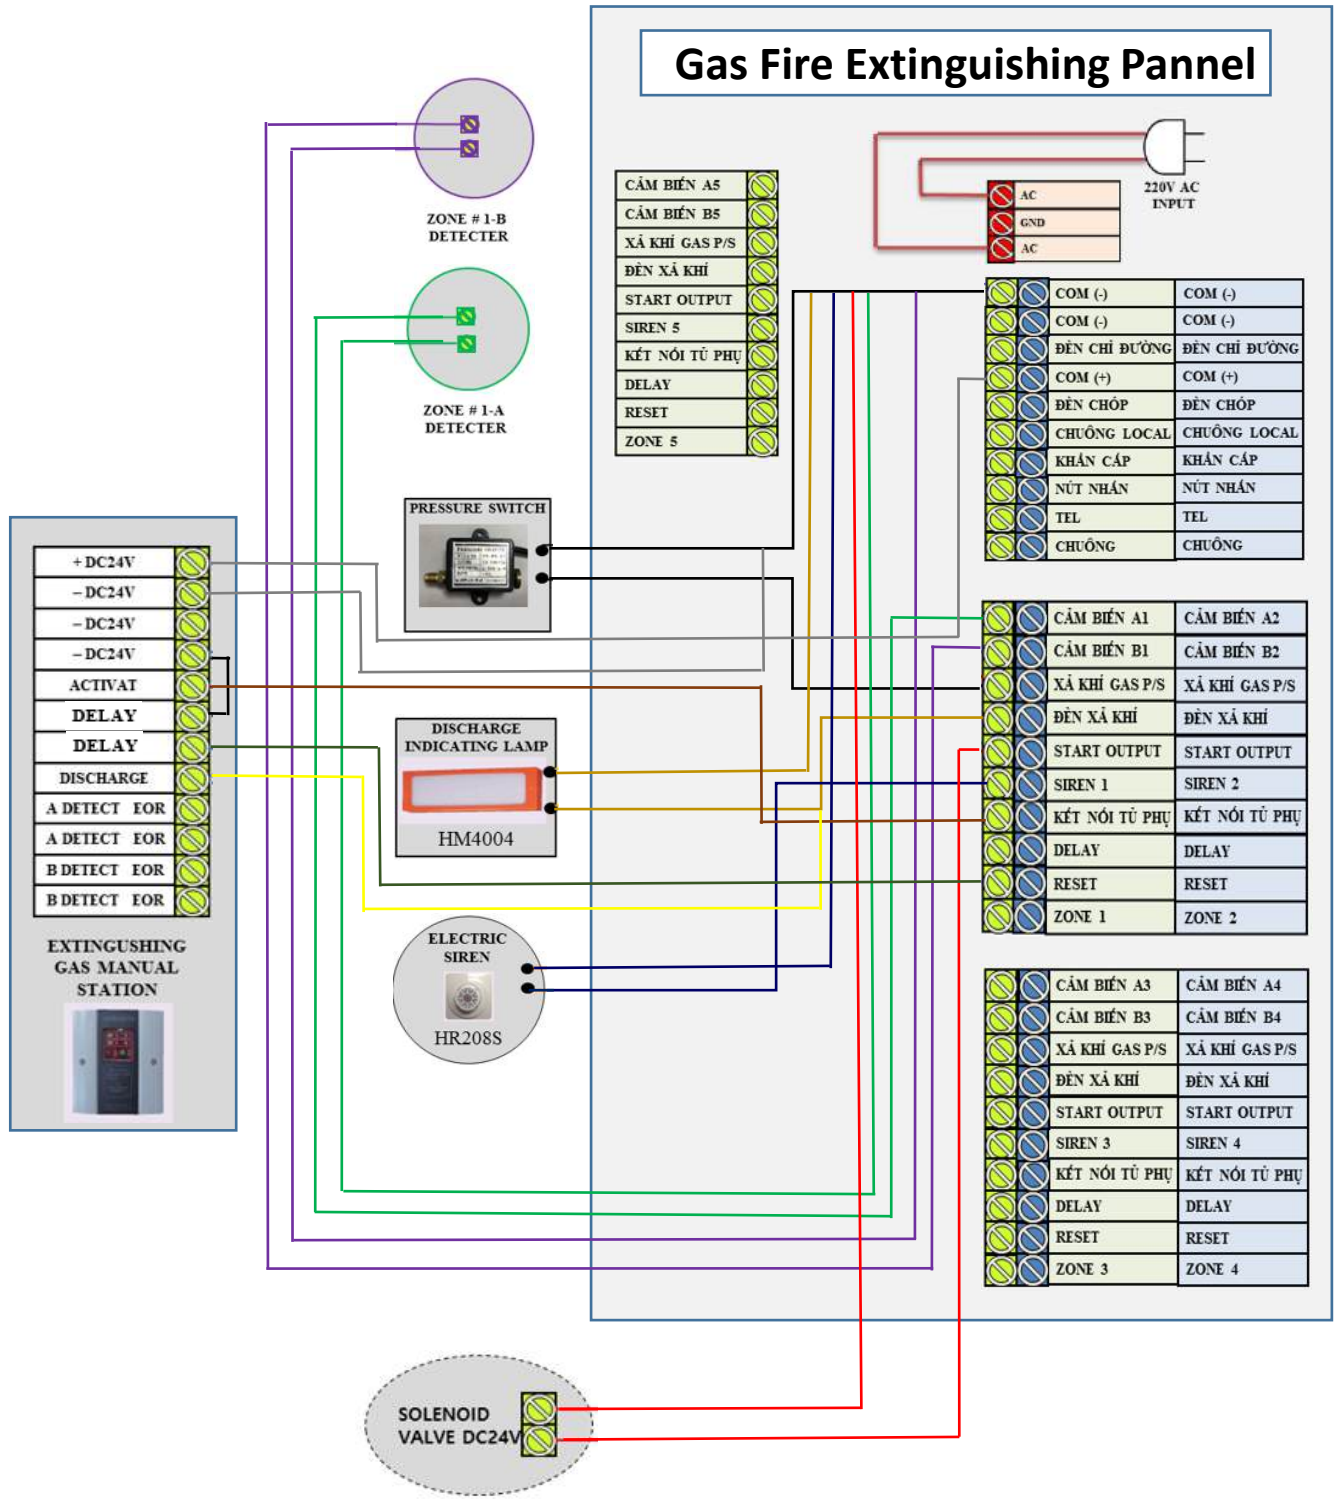 Gas Fire Extinguishing Pannel
220V AC
INPUT
AC
GND
AC
ZONE # 1-B
DETECTER
ZONE # 1-A
DETECTER
CẢM BIẾN A5
CẢM BIẾN B5
XẢ KHÍ GAS P/S
ĐÈN XẢ KHÍ
START OUTPUT
SIREN 5
KẾT NỐI TỦ PHỤ
DELAY
RESET
ZONE 5
COM (-) COM (-)
COM (-) COM (-)
ĐÈN CHỈ ĐƯỜNG ĐÈN CHỈ ĐƯỜNG
COM (+) COM (+)
ĐÈN CHÓP ĐÈN CHÓP
CHUÔNG LOCAL CHUÔNG LOCAL
KHẨN CẤP KHẨN CẤP
NÚT NHẤN NÚT NHẤN
TEL TEL
CHUÔNG CHUÔNG
PRESSURE SWITCH
+ DC24V
– DC24V
– DC24V
– DC24V
ACTIVAT
DELAY
DELAY
DISCHARGE
A DETECT EOR
A DETECT EOR
B DETECT EOR
B DETECT EOR
EXTINGUSHING
GAS MANUAL
STATION
DISCHARGE
INDICATING LAMP
HM4004
ELECTRIC
SIREN
HR208S
CẢM BIẾN A1 CẢM BIẾN A2
CẢM BIẾN B1 CẢM BIẾN B2
XẢ KHÍ GAS P/S XẢ KHÍ GAS P/S
ĐÈN XẢ KHÍ ĐÈN XẢ KHÍ
START OUTPUT START OUTPUT
SIREN 1 SIREN 2
KẾT NỐI TỦ PHỤ KẾT NỐI TỦ PHỤ
DELAY DELAY
RESET RESET
ZONE 1 ZONE 2
CẢM BIẾN A3 CẢM BIẾN A4
CẢM BIẾN B3 CẢM BIẾN B4
XẢ KHÍ GAS P/S XẢ KHÍ GAS P/S
ĐÈN XẢ KHÍ ĐÈN XẢ KHÍ
START OUTPUT START OUTPUT
SIREN 3 SIREN 4
KẾT NỐI TỦ PHỤ KẾT NỐI TỦ PHỤ
DELAY DELAY
RESET RESET
ZONE 3 ZONE 4
SOLENOID
VALVE DC24V